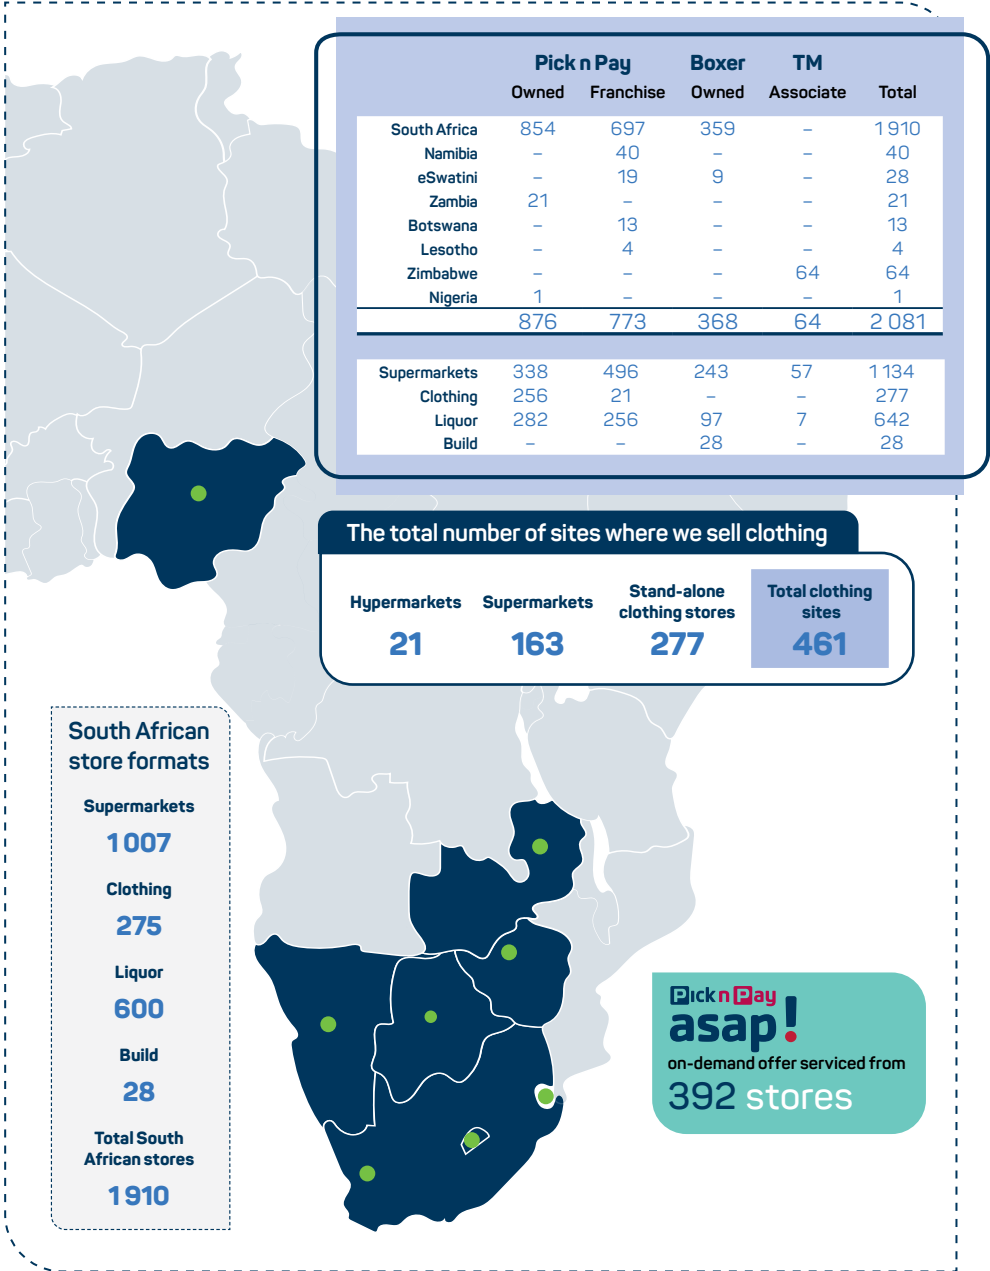 Pick n Pay Boxer TM
Owned Franchise Owned Associate Total
South Africa 854 697 359 – 1 910
Namibia – 40 – – 40
eSwatini – 19 9 – 28
Zambia 21 – – – 21
Botswana – 13 – – 13
Lesotho – 4 – – 4
Zimbabwe – – – 64 64
Nigeria 1 – – – 1
876 773 368 64 2 081
Supermarkets 338 496 243 57 1 134
Clothing 256 21 – – 277
Liquor 282 256 97 7 642
Build – – 28 – 28
The total number of sites where we sell clothing
Hypermarkets
21
Supermarkets
163
Stand-alone
clothing stores
277
Total clothing
sites
461
South African
store formats
Supermarkets
1 007
Clothing
275
Liquor
600
Build
28
Total South
African stores
1 910
Pick n Pay
asap!
on-demand offer serviced from
392 stores